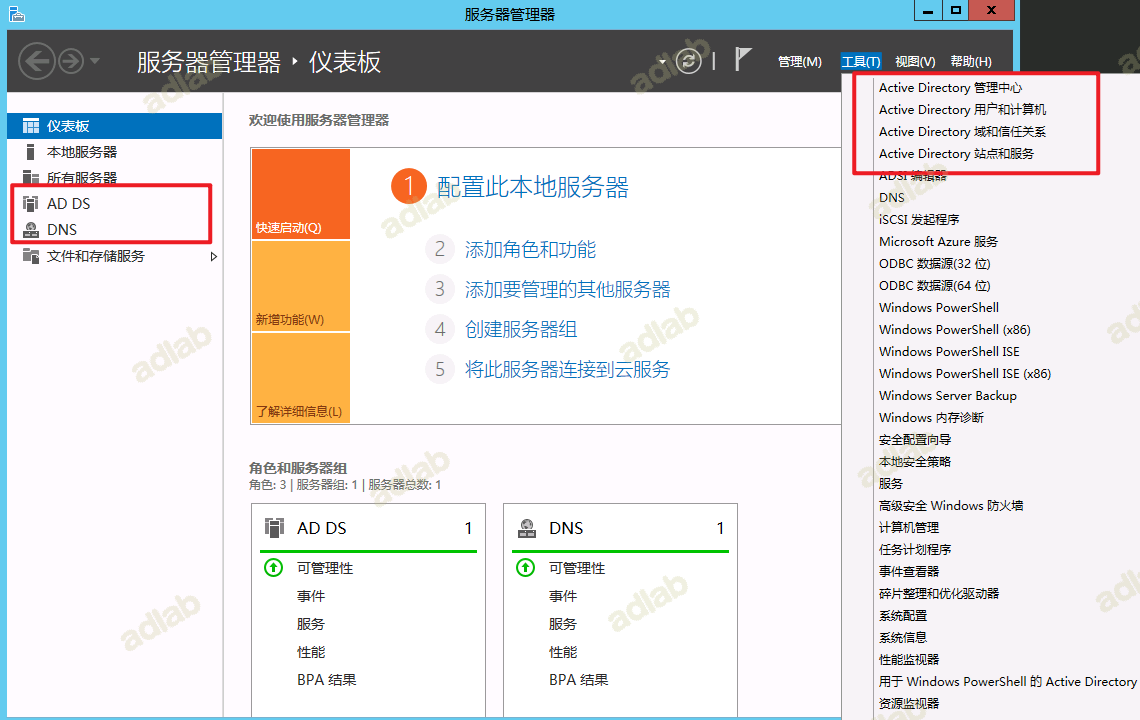 服务器管理器
服务器管理器 · 仪表板
管理(M) 工具(T) 视图(V) 帮助(H)
仪表板
本地服务器
所有服务器
AD DS
DNS
文件和存储服务
欢迎使用服务器管理器
快速启动(Q)
新增功能(W)
了解详细信息(L)
1 配置此本地服务器
2 添加角色和功能
3 添加要管理的其他服务器
4 创建服务器组
5 将此服务器连接到云服务
角色和服务器组
角色: 3 | 服务器组: 1 | 服务器总数: 1
AD DS 1
可管理性
事件
服务
性能
BPA 结果
DNS 1
可管理性
事件
服务
性能
BPA 结果
Active Directory 管理中心
Active Directory 用户和计算机
Active Directory 域和信任关系
Active Directory 站点和服务
ADSI 编辑器
DNS
iSCSI 发起程序
Microsoft Azure 服务
ODBC 数据源(32 位)
ODBC 数据源(64 位)
Windows PowerShell
Windows PowerShell (x86)
Windows PowerShell ISE
Windows PowerShell ISE (x86)
Windows Server Backup
Windows 内存诊断
安全配置向导
本地安全策略
服务
高级安全 Windows 防火墙
计算机管理
任务计划程序
事件查看器
碎片整理和优化驱动器
系统配置
系统信息
性能监视器
用于 Windows PowerShell 的 Active Directory
资源监视器
adlab
adlab
adlab
adlab
adlab
adlab
adlab
adlab